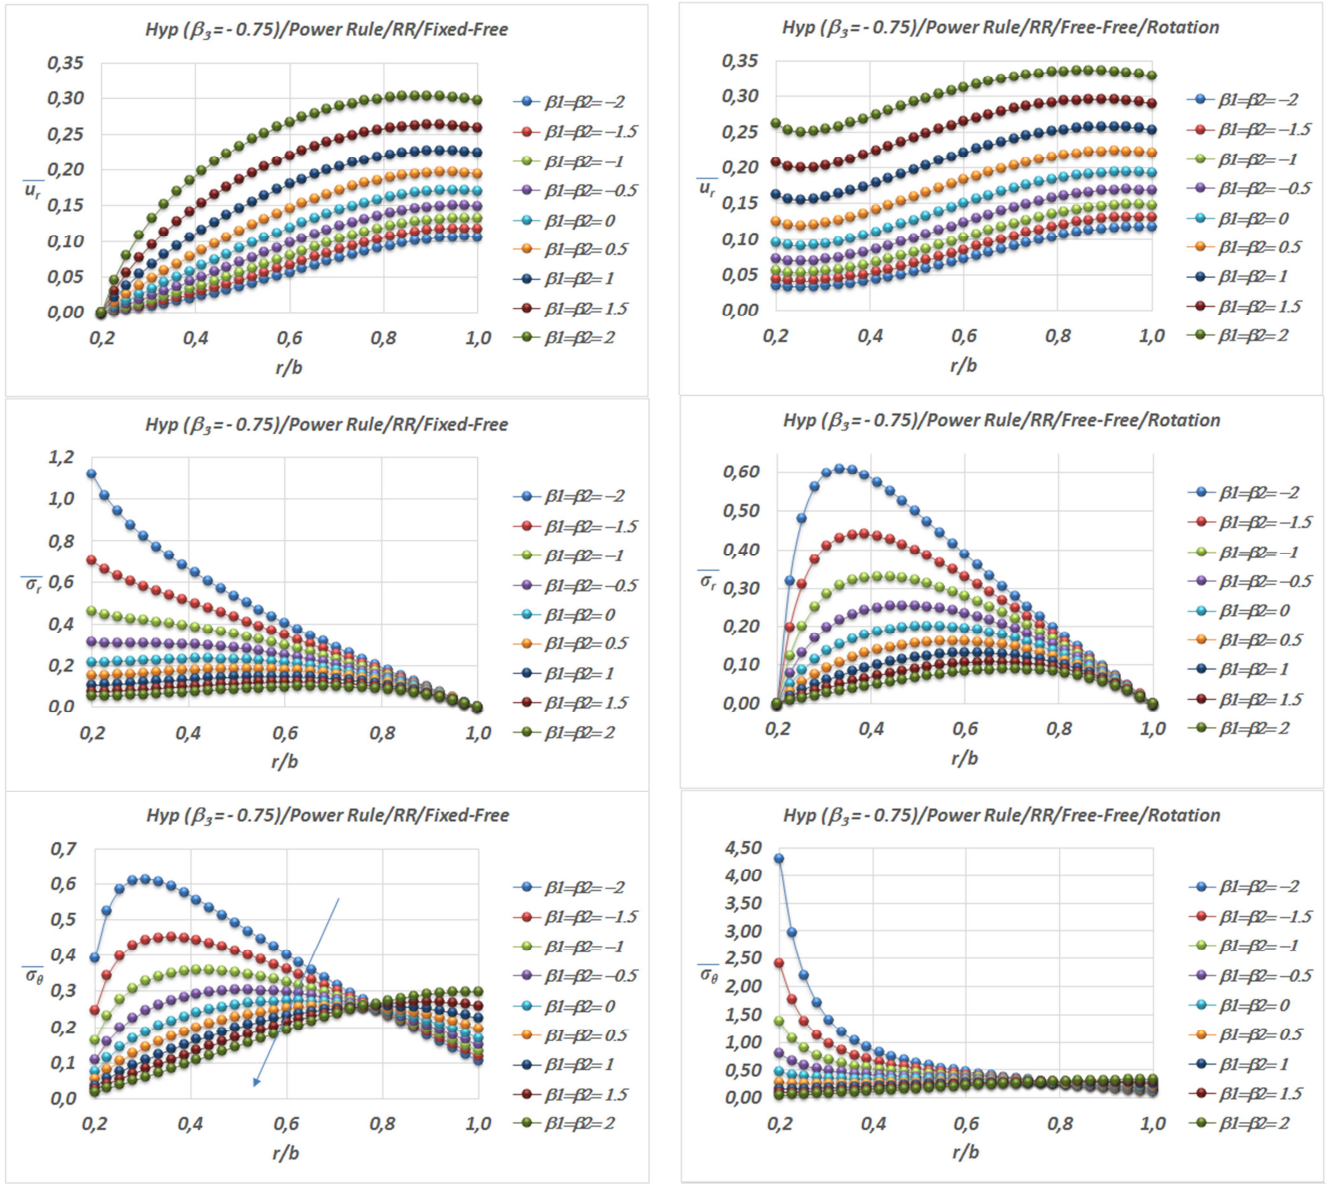 Hyp (β₃ = - 0.75)/Power Rule/RR/Fixed-Free
0,35
0,30
0,25
0,20
0,15
0,10
0,05
0,00
u̅r
0,2 0,4 0,6 0,8 1,0
r/b
β1=β2= −2
β1=β2= −1.5
β1=β2= −1
β1=β2= −0.5
β1=β2= 0
β1=β2= 0.5
β1=β2= 1
β1=β2= 1.5
β1=β2= 2
Hyp (β₃ = - 0.75)/Power Rule/RR/Free-Free/Rotation
0,35
0,30
0,25
0,20
0,15
0,10
0,05
0,00
u̅r
0,2 0,4 0,6 0,8 1,0
r/b
β1=β2= −2
β1=β2= −1.5
β1=β2= −1
β1=β2= −0.5
β1=β2= 0
β1=β2= 0.5
β1=β2= 1
β1=β2= 1.5
β1=β2= 2
Hyp (β₃ = - 0.75)/Power Rule/RR/Fixed-Free
1,2
1,0
0,8
0,6
0,4
0,2
0,0
σ̅r
0,2 0,4 0,6 0,8 1,0
r/b
β1=β2= −2
β1=β2= −1.5
β1=β2= −1
β1=β2= −0.5
β1=β2= 0
β1=β2= 0.5
β1=β2= 1
β1=β2= 1.5
β1=β2= 2
Hyp (β₃ = - 0.75)/Power Rule/RR/Free-Free/Rotation
0,60
0,50
0,40
0,30
0,20
0,10
0,00
σ̅r
0,2 0,4 0,6 0,8 1,0
r/b
β1=β2= −2
β1=β2= −1.5
β1=β2= −1
β1=β2= −0.5
β1=β2= 0
β1=β2= 0.5
β1=β2= 1
β1=β2= 1.5
β1=β2= 2
Hyp (β₃ = - 0.75)/Power Rule/RR/Fixed-Free
0,7
0,6
0,5
0,4
0,3
0,2
0,1
0,0
σ̅θ
0,2 0,4 0,6 0,8 1,0
r/b
β1=β2= −2
β1=β2= −1.5
β1=β2= −1
β1=β2= −0.5
β1=β2= 0
β1=β2= 0.5
β1=β2= 1
β1=β2= 1.5
β1=β2= 2
Hyp (β₃ = - 0.75)/Power Rule/RR/Free-Free/Rotation
4,50
4,00
3,50
3,00
2,50
2,00
1,50
1,00
0,50
0,00
σ̅θ
0,2 0,4 0,6 0,8 1,0
r/b
β1=β2= −2
β1=β2= −1.5
β1=β2= −1
β1=β2= −0.5
β1=β2= 0
β1=β2= 0.5
β1=β2= 1
β1=β2= 1.5
β1=β2= 2